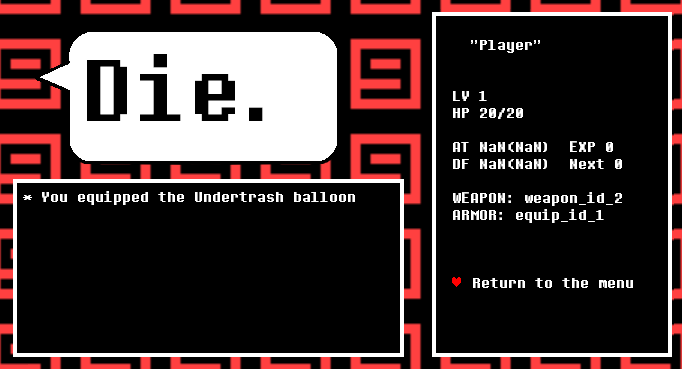 Die.
* You equipped the Undertrash balloon
"Player"
LV 1
HP 20/20
AT NaN(NaN) EXP 0
DF NaN(NaN) Next 0
WEAPON: weapon_id_2
ARMOR: equip_id_1
♥ Return to the menu